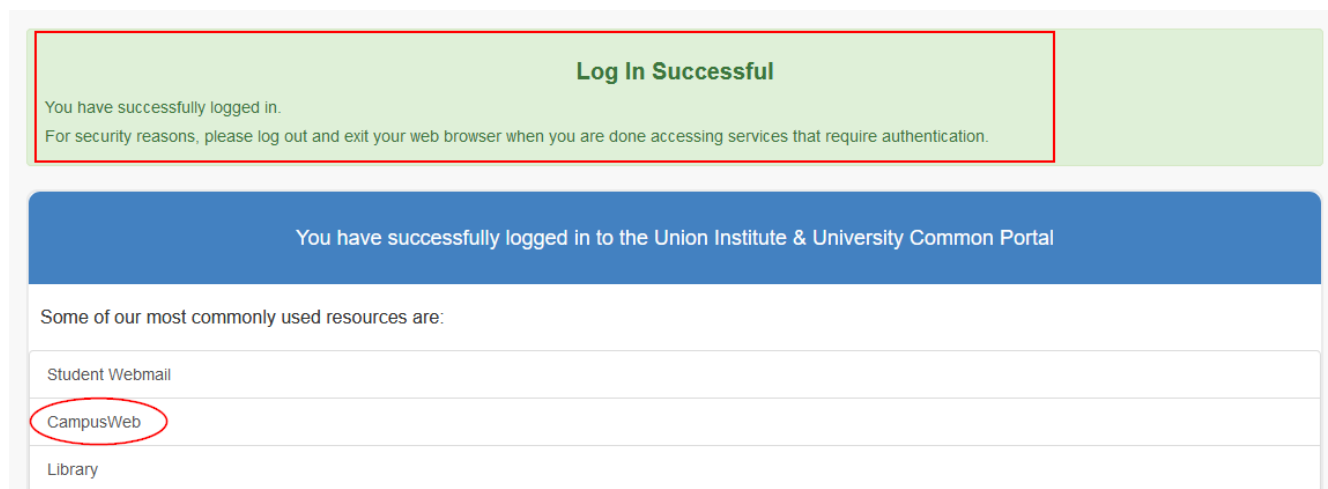 Log In Successful
You have successfully logged in.
For security reasons, please log out and exit your web browser when you are done accessing services that require authentication.
You have successfully logged in to the Union Institute & University Common Portal
Some of our most commonly used resources are:
Student Webmail
CampusWeb
Library